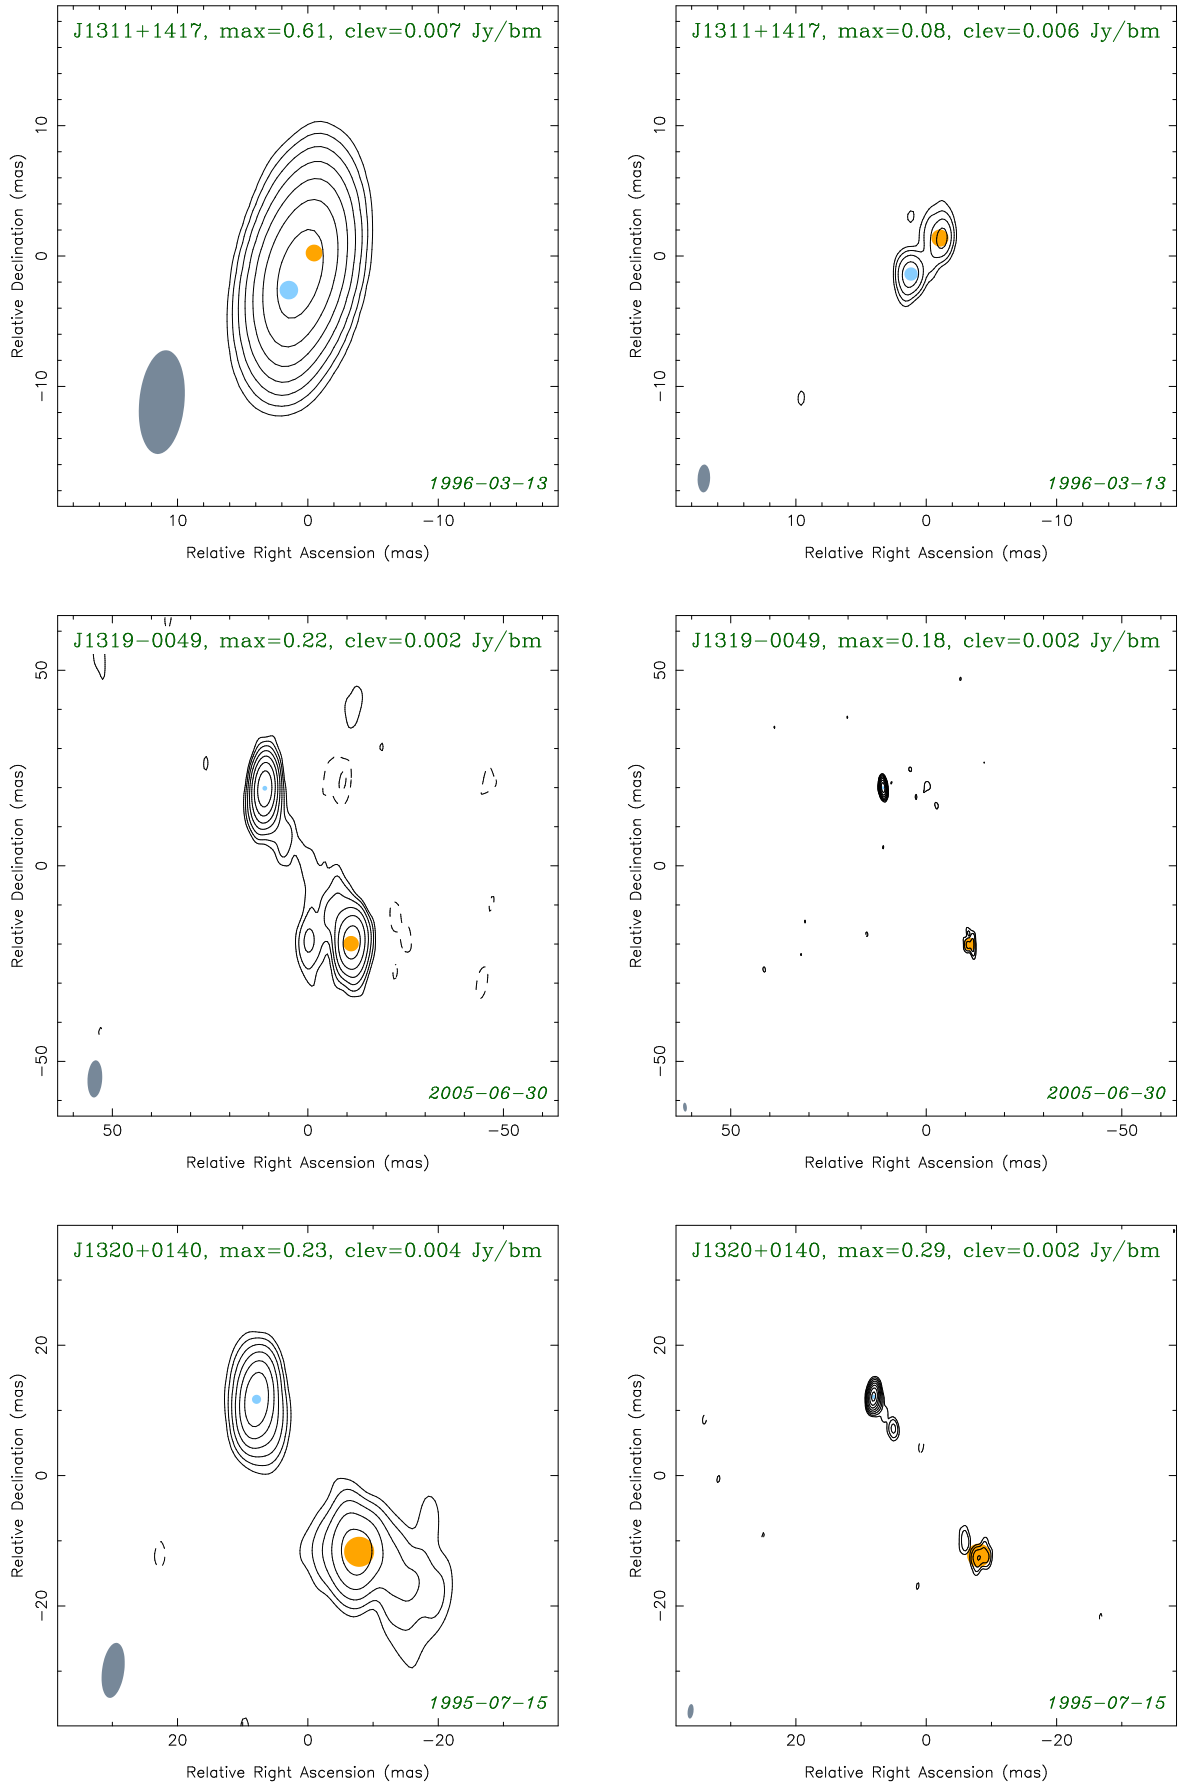 J1311+1417, max=0.61, clev=0.007 Jy/bm
Relative Declination (mas)
10
0
−10
1996−03−13
10
0
−10
Relative Right Ascension (mas)
J1311+1417, max=0.08, clev=0.006 Jy/bm
Relative Declination (mas)
10
0
−10
1996−03−13
10
0
−10
Relative Right Ascension (mas)
J1319−0049, max=0.22, clev=0.002 Jy/bm
Relative Declination (mas)
50
0
−50
2005−06−30
50
0
−50
Relative Right Ascension (mas)
J1319−0049, max=0.18, clev=0.002 Jy/bm
Relative Declination (mas)
50
0
−50
2005−06−30
50
0
−50
Relative Right Ascension (mas)
J1320+0140, max=0.23, clev=0.004 Jy/bm
Relative Declination (mas)
20
0
−20
1995−07−15
20
0
−20
Relative Right Ascension (mas)
J1320+0140, max=0.29, clev=0.002 Jy/bm
Relative Declination (mas)
20
0
−20
1995−07−15
20
0
−20
Relative Right Ascension (mas)